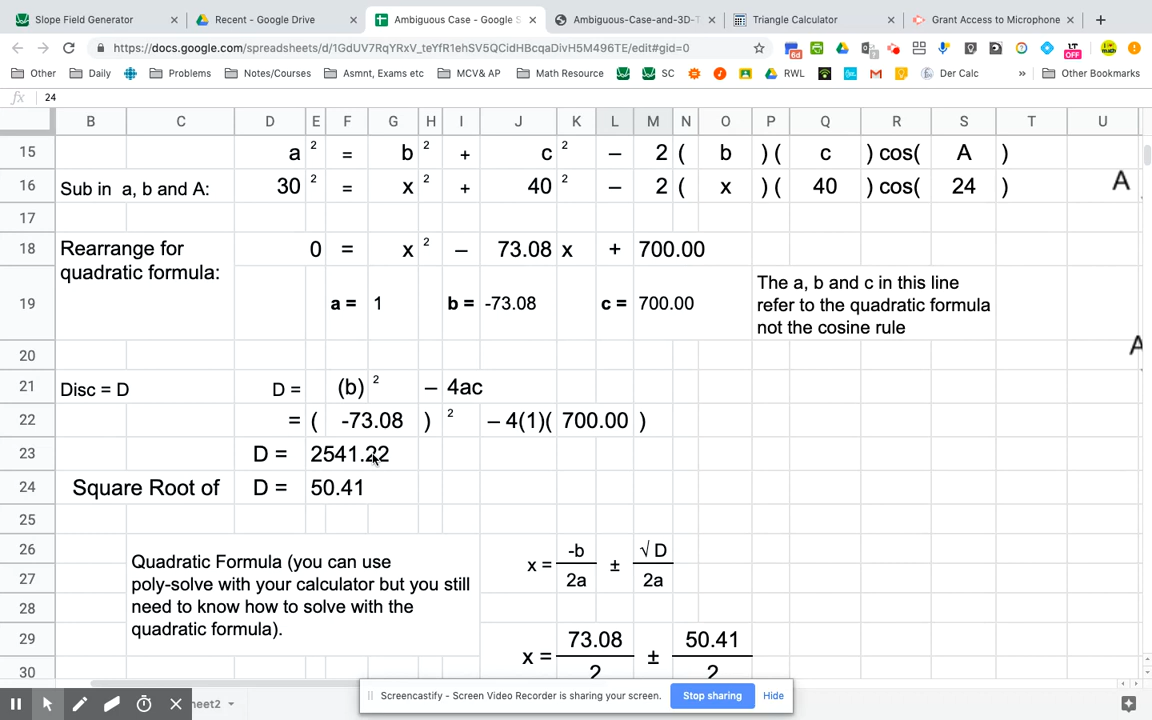 Slope Field Generator
Recent - Google Drive
Ambiguous Case - Google S
Ambiguous-Case-and-3D-T
Triangle Calculator
Grant Access to Microphone
https://docs.google.com/spreadsheets/d/1GdUV7RqYRxV_teYfR1ehSV5QCidHBcqaDivH5M496TE/edit#gid=0
Other
Daily
Problems
Notes/Courses
Asmnt, Exams etc
MCV& AP
Math Resource
SC
RWL
Der Calc
»
Other Bookmarks
fx 24
B C D E F G H I J K L M N O P Q R S T U
15 a 2 = b 2 + c 2 – 2 ( b ) ( c ) cos( A )
16 Sub in a, b and A: 30 2 = x 2 + 40 2 – 2 ( x ) ( 40 ) cos( 24 ) A
17
18 Rearrange for 0 = x 2 – 73.08 x + 700.00
quadratic formula:
The a, b and c in this line
19 a = 1 b = -73.08 c = 700.00 refer to the quadratic formula
not the cosine rule
20 A
21 Disc = D D = (b) 2 – 4ac
22 = ( -73.08 ) 2 – 4(1)( 700.00 )
23 D = 2541.22
24 Square Root of D = 50.41
25
26 Quadratic Formula (you can use -b √ D
27 poly-solve with your calculator but you still x = 2a ± 2a
28 need to know how to solve with the
quadratic formula).
29 73.08 50.41
x = ±
30 2 2
Screencastify - Screen Video Recorder is sharing your screen. Stop sharing Hide
heet2